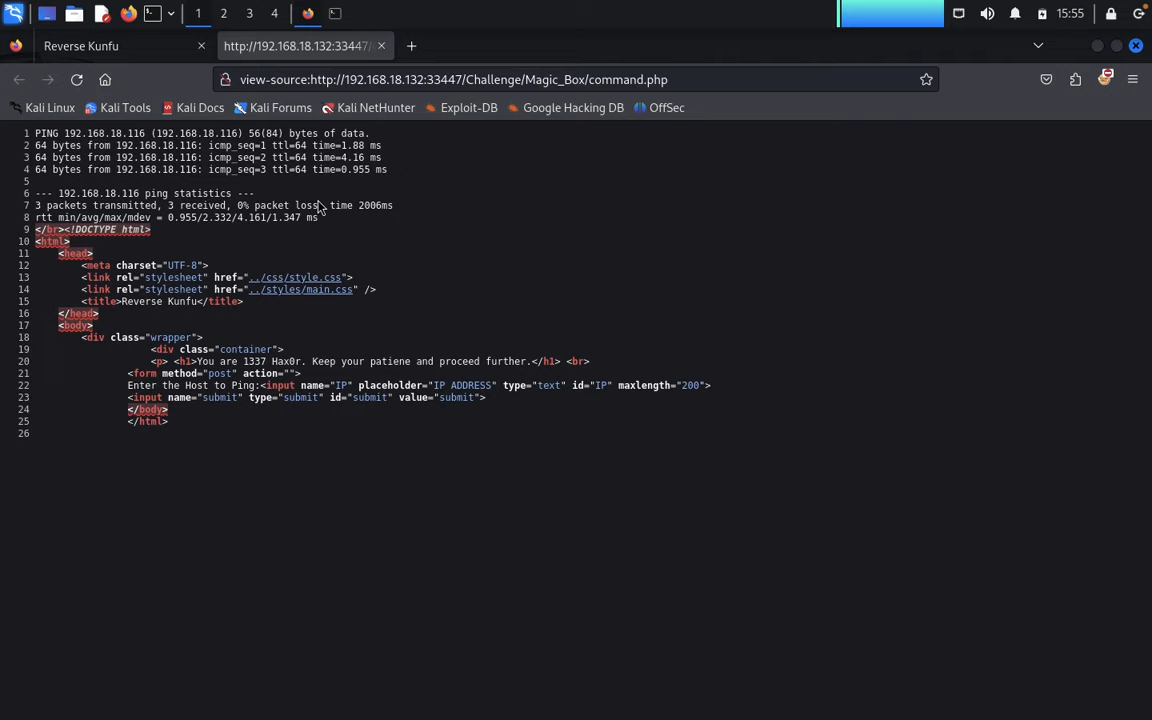 1 2 3 4 15:55
Reverse Kunfu http://192.168.18.132:33447/
view-source:http://192.168.18.132:33447/Challenge/Magic_Box/command.php
Kali Linux Kali Tools Kali Docs Kali Forums Kali NetHunter Exploit-DB Google Hacking DB OffSec
1 PING 192.168.18.116 (192.168.18.116) 56(84) bytes of data.
2 64 bytes from 192.168.18.116: icmp_seq=1 ttl=64 time=1.88 ms
3 64 bytes from 192.168.18.116: icmp_seq=2 ttl=64 time=4.16 ms
4 64 bytes from 192.168.18.116: icmp_seq=3 ttl=64 time=0.955 ms
5
6 --- 192.168.18.116 ping statistics ---
7 3 packets transmitted, 3 received, 0% packet loss, time 2006ms
8 rtt min/avg/max/mdev = 0.955/2.332/4.161/1.347 ms
9 </br><!DOCTYPE html>
10 <html>
11 <head>
12 <meta charset="UTF-8">
13 <link rel="stylesheet" href="../css/style.css">
14 <link rel="stylesheet" href="../styles/main.css" />
15 <title>Reverse Kunfu</title>
16 </head>
17 <body>
18 <div class="wrapper">
19 <div class="container">
20 <p> <h1>You are 1337 Hax0r. Keep your patiene and proceed further.</h1> <br>
21 <form method="post" action="">
22 Enter the Host to Ping:<input name="IP" placeholder="IP ADDRESS" type="text" id="IP" maxlength="200">
23 <input name="submit" type="submit" id="submit" value="submit">
24 </body>
25 </html>
26